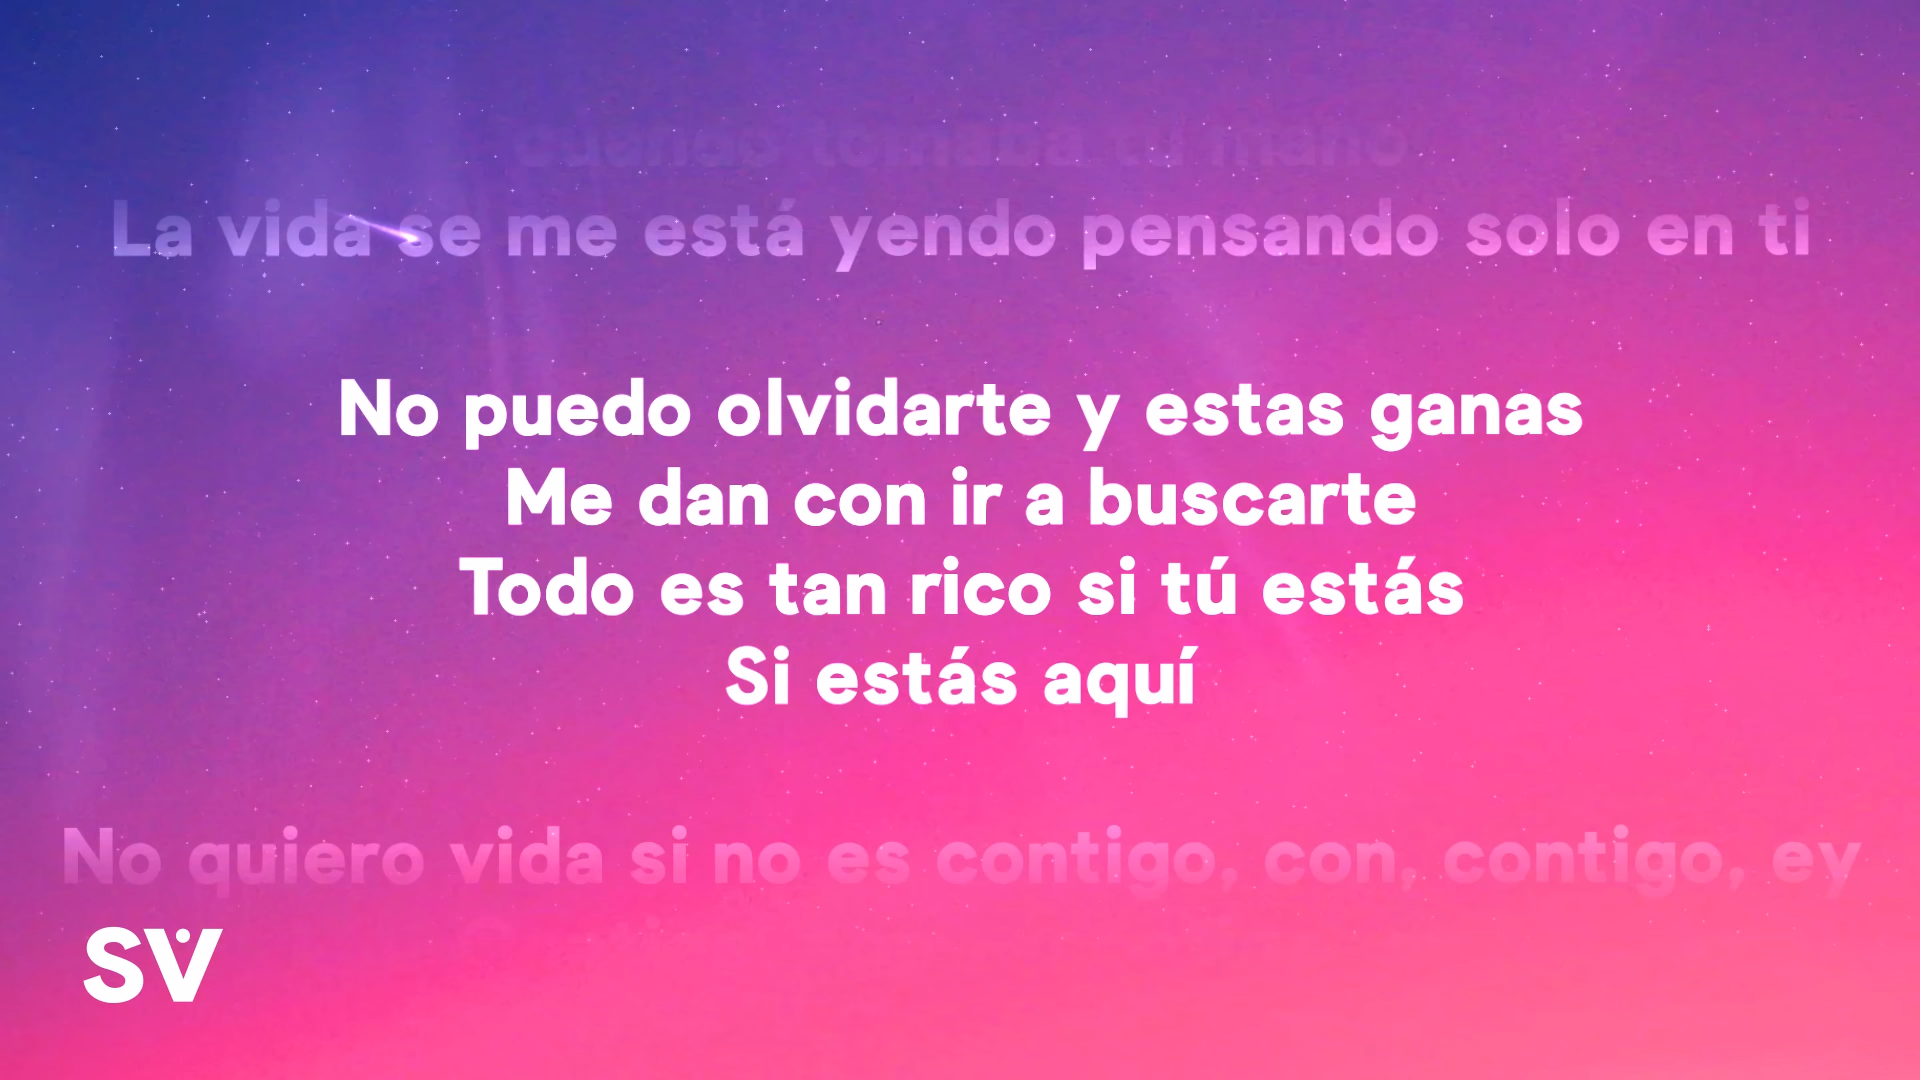 cuando tomaba tu mano
La vida se me está yendo pensando solo en ti
No puedo olvidarte y estas ganas
Me dan con ir a buscarte
Todo es tan rico si tú estás
Si estás aquí
No quiero vida si no es contigo, con, contigo, ey
SV